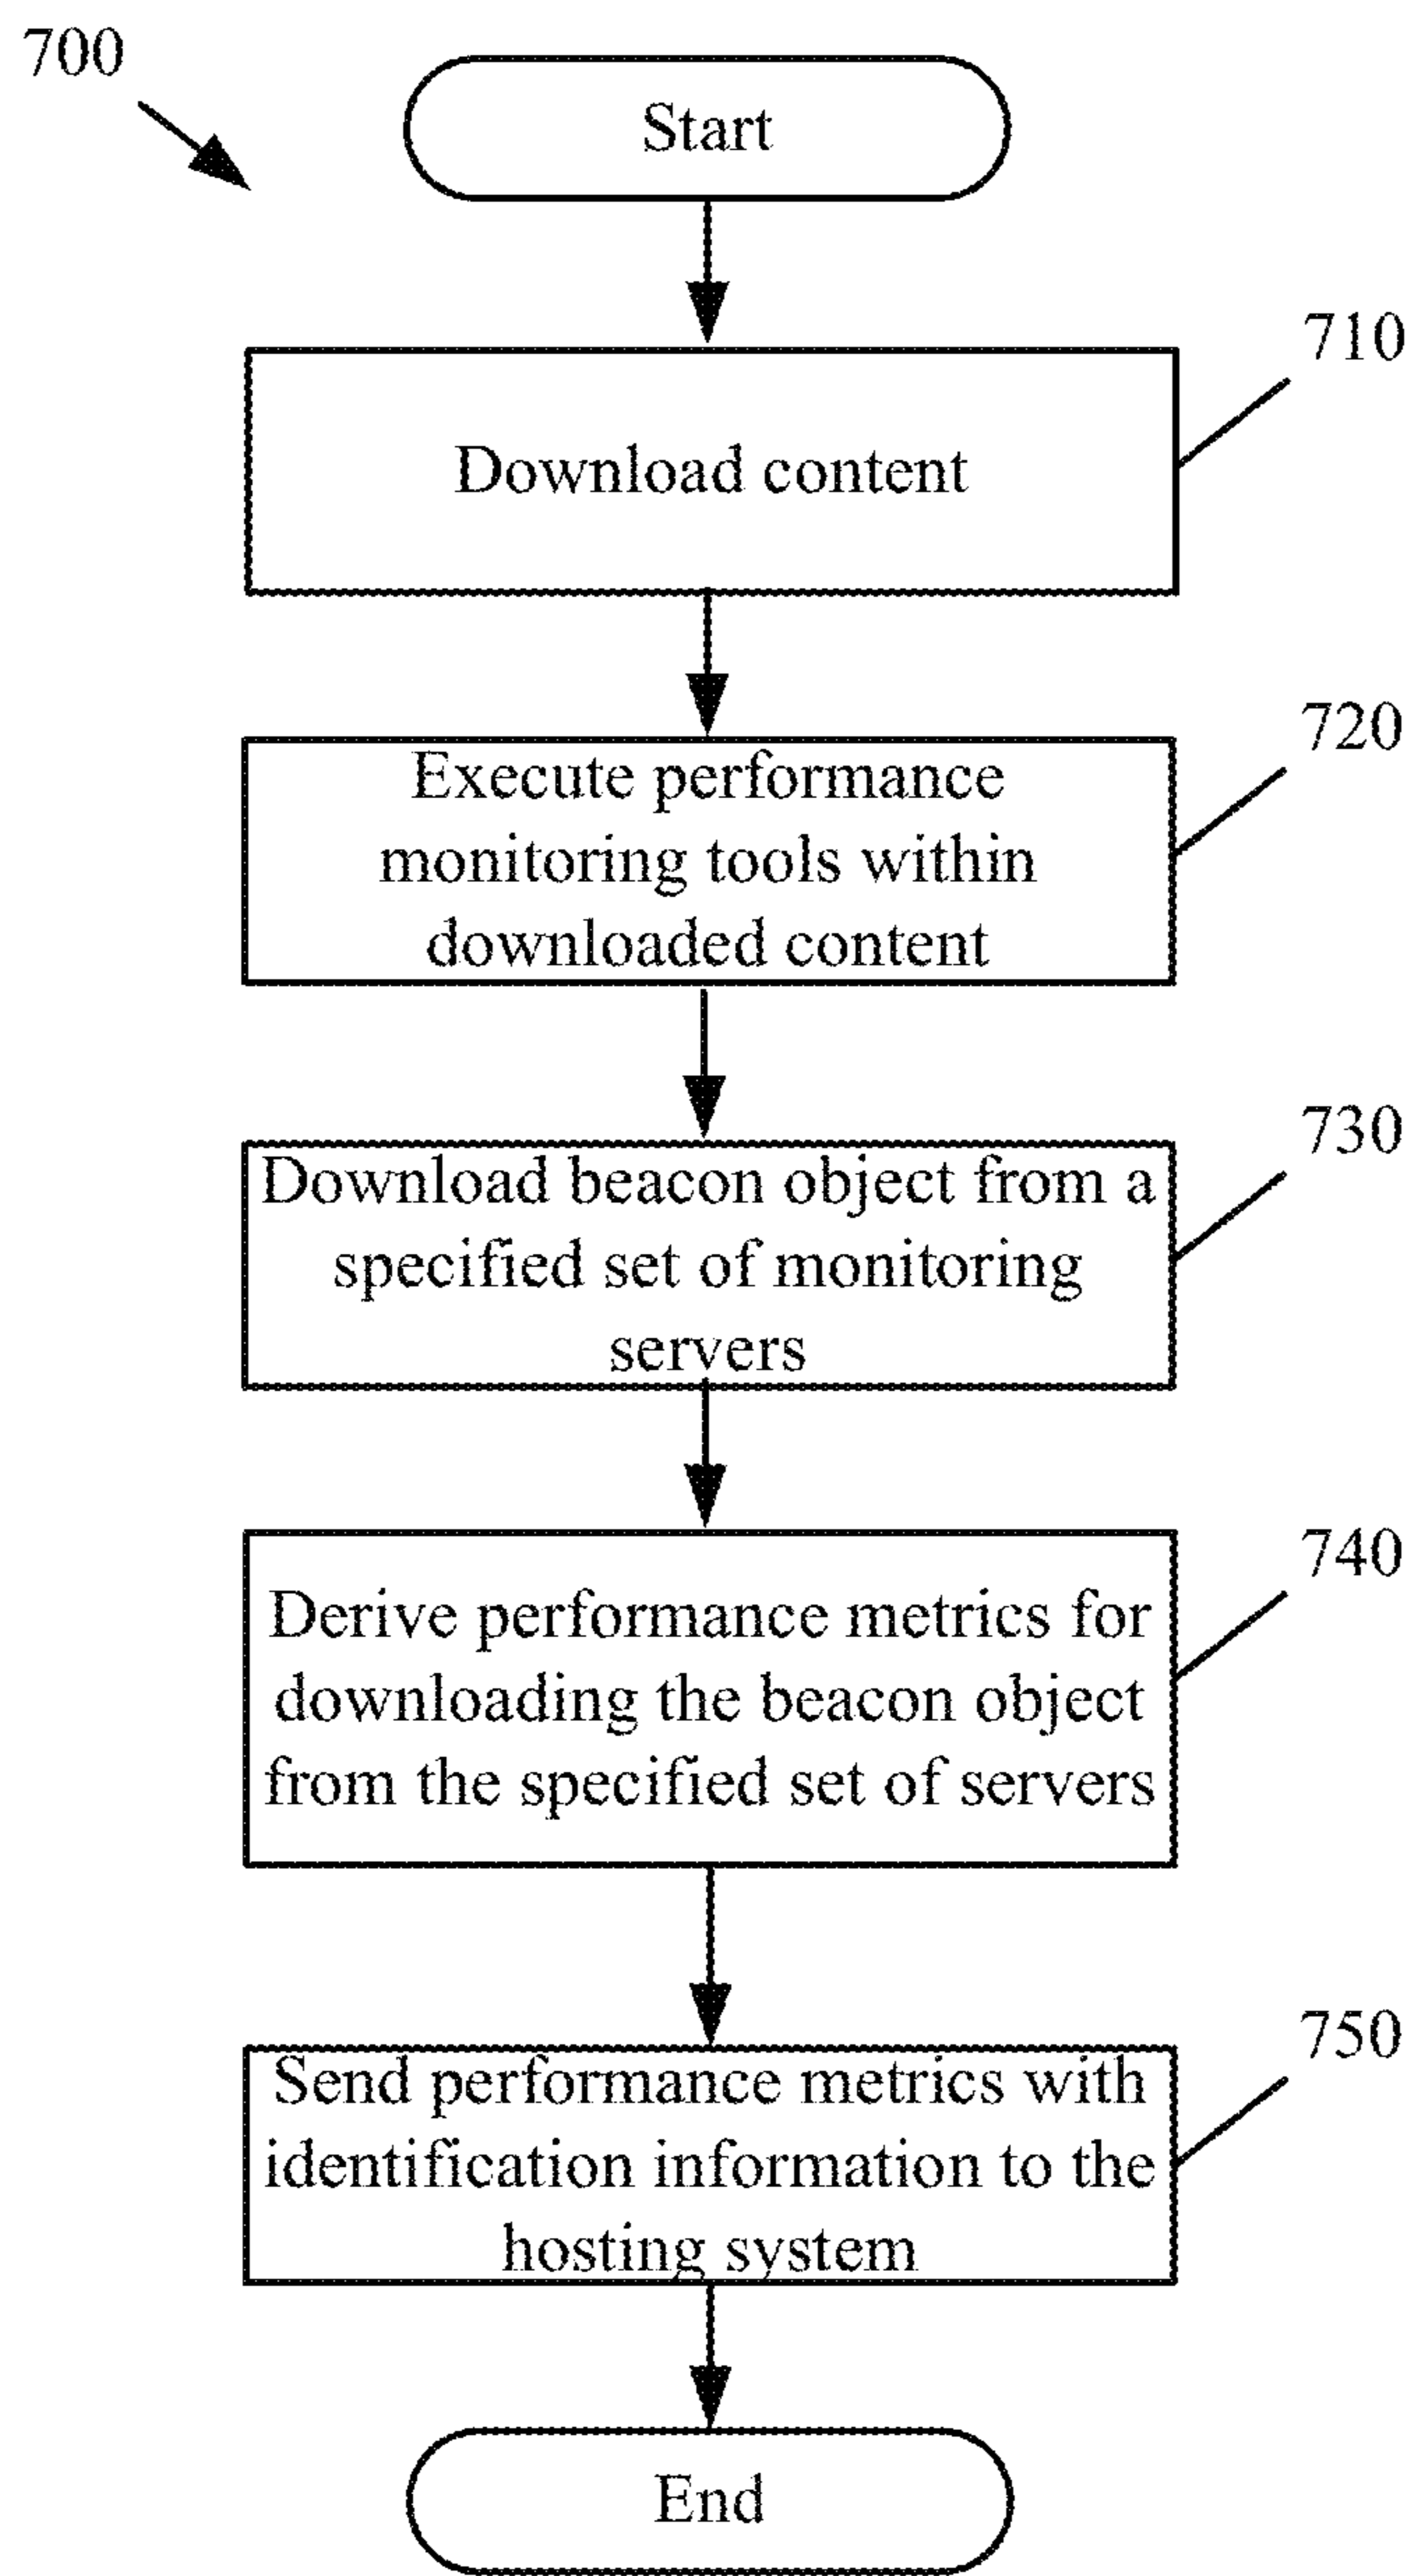 700
Start
710
Download content
720
Execute performance
monitoring tools within
downloaded content
730
Download beacon object from a
specified set of monitoring
servers
740
Derive performance metrics for
downloading the beacon object
from the specified set of servers
750
Send performance metrics with
identification information to the
hosting system
End